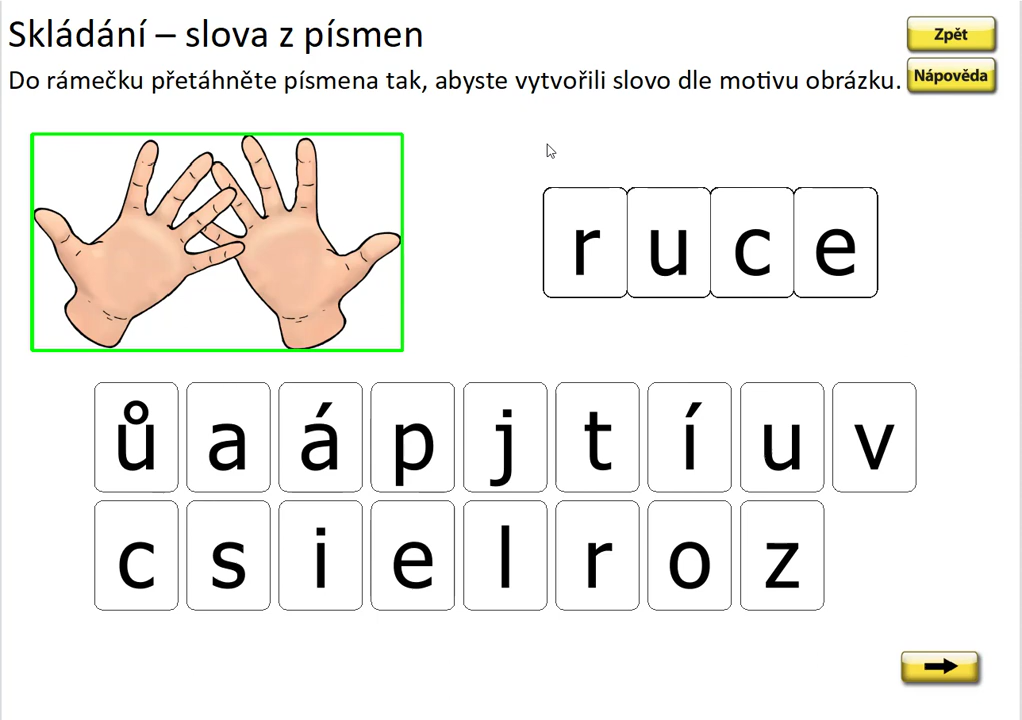 Skládání – slova z písmen
Zpět
Do rámečku přetáhněte písmena tak, abyste vytvořili slovo dle motivu obrázku.
Nápověda
r u c e
ů a á p j t í u v
c s i e l r o z